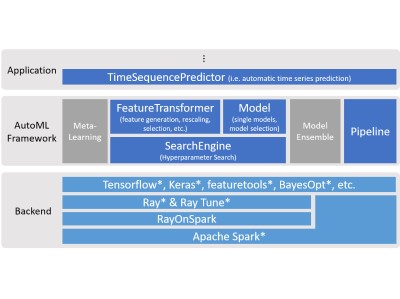 ⋮
Application
TimeSequencePredictor (i.e. automatic time series prediction)
AutoML
Framework
Meta-
Learning
FeatureTransformer
(feature generation, rescaling,
selection, etc.)
Model
(single models,
model selection)
SearchEngine
(Hyperparameter Search)
Model
Ensemble
Pipeline
Backend
Tensorflow*, Keras*, featuretools*, BayesOpt*, etc.
Ray* & Ray Tune*
RayOnSpark
Apache Spark*